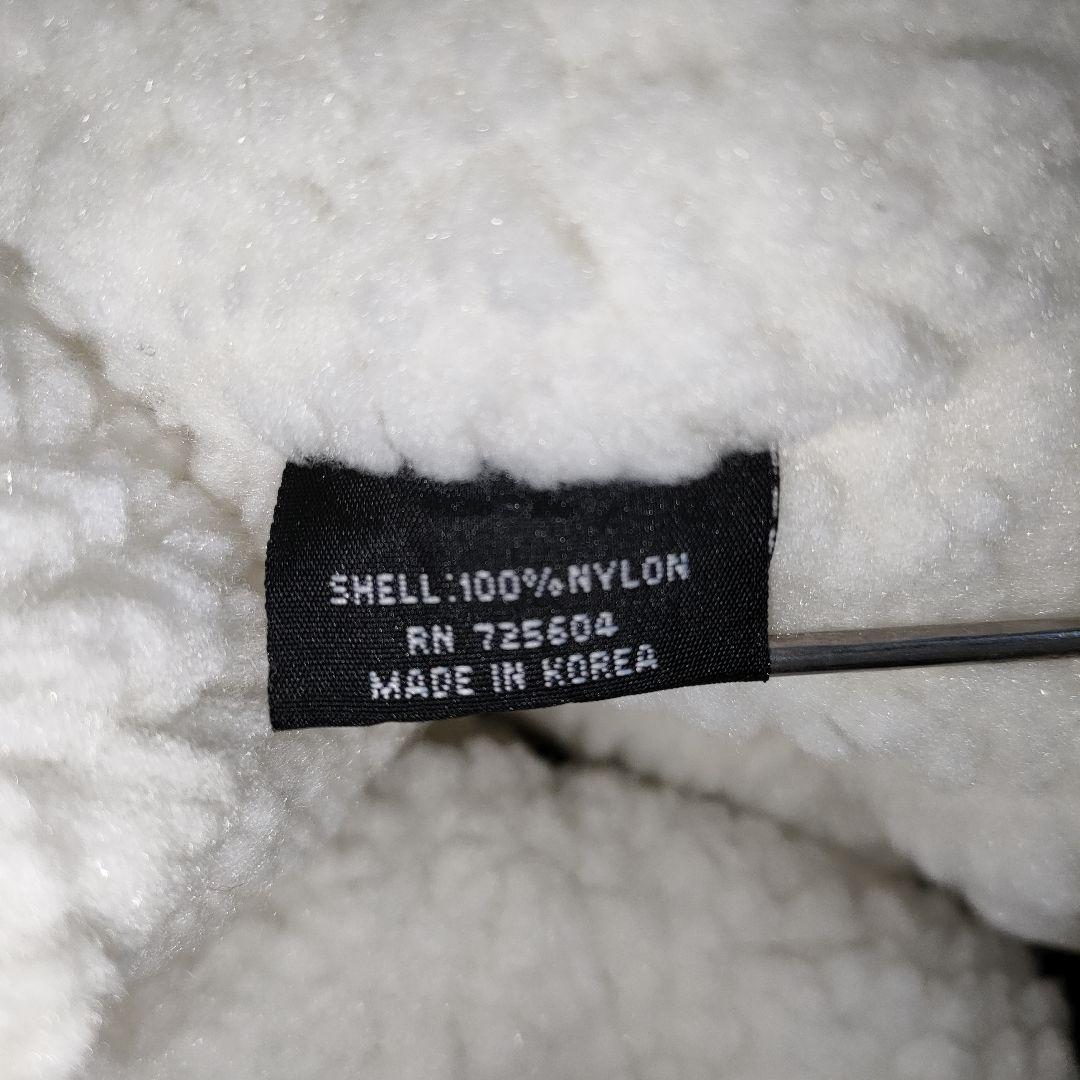 SHELL:100%NYLON
RN 725604
MADE IN KOREA